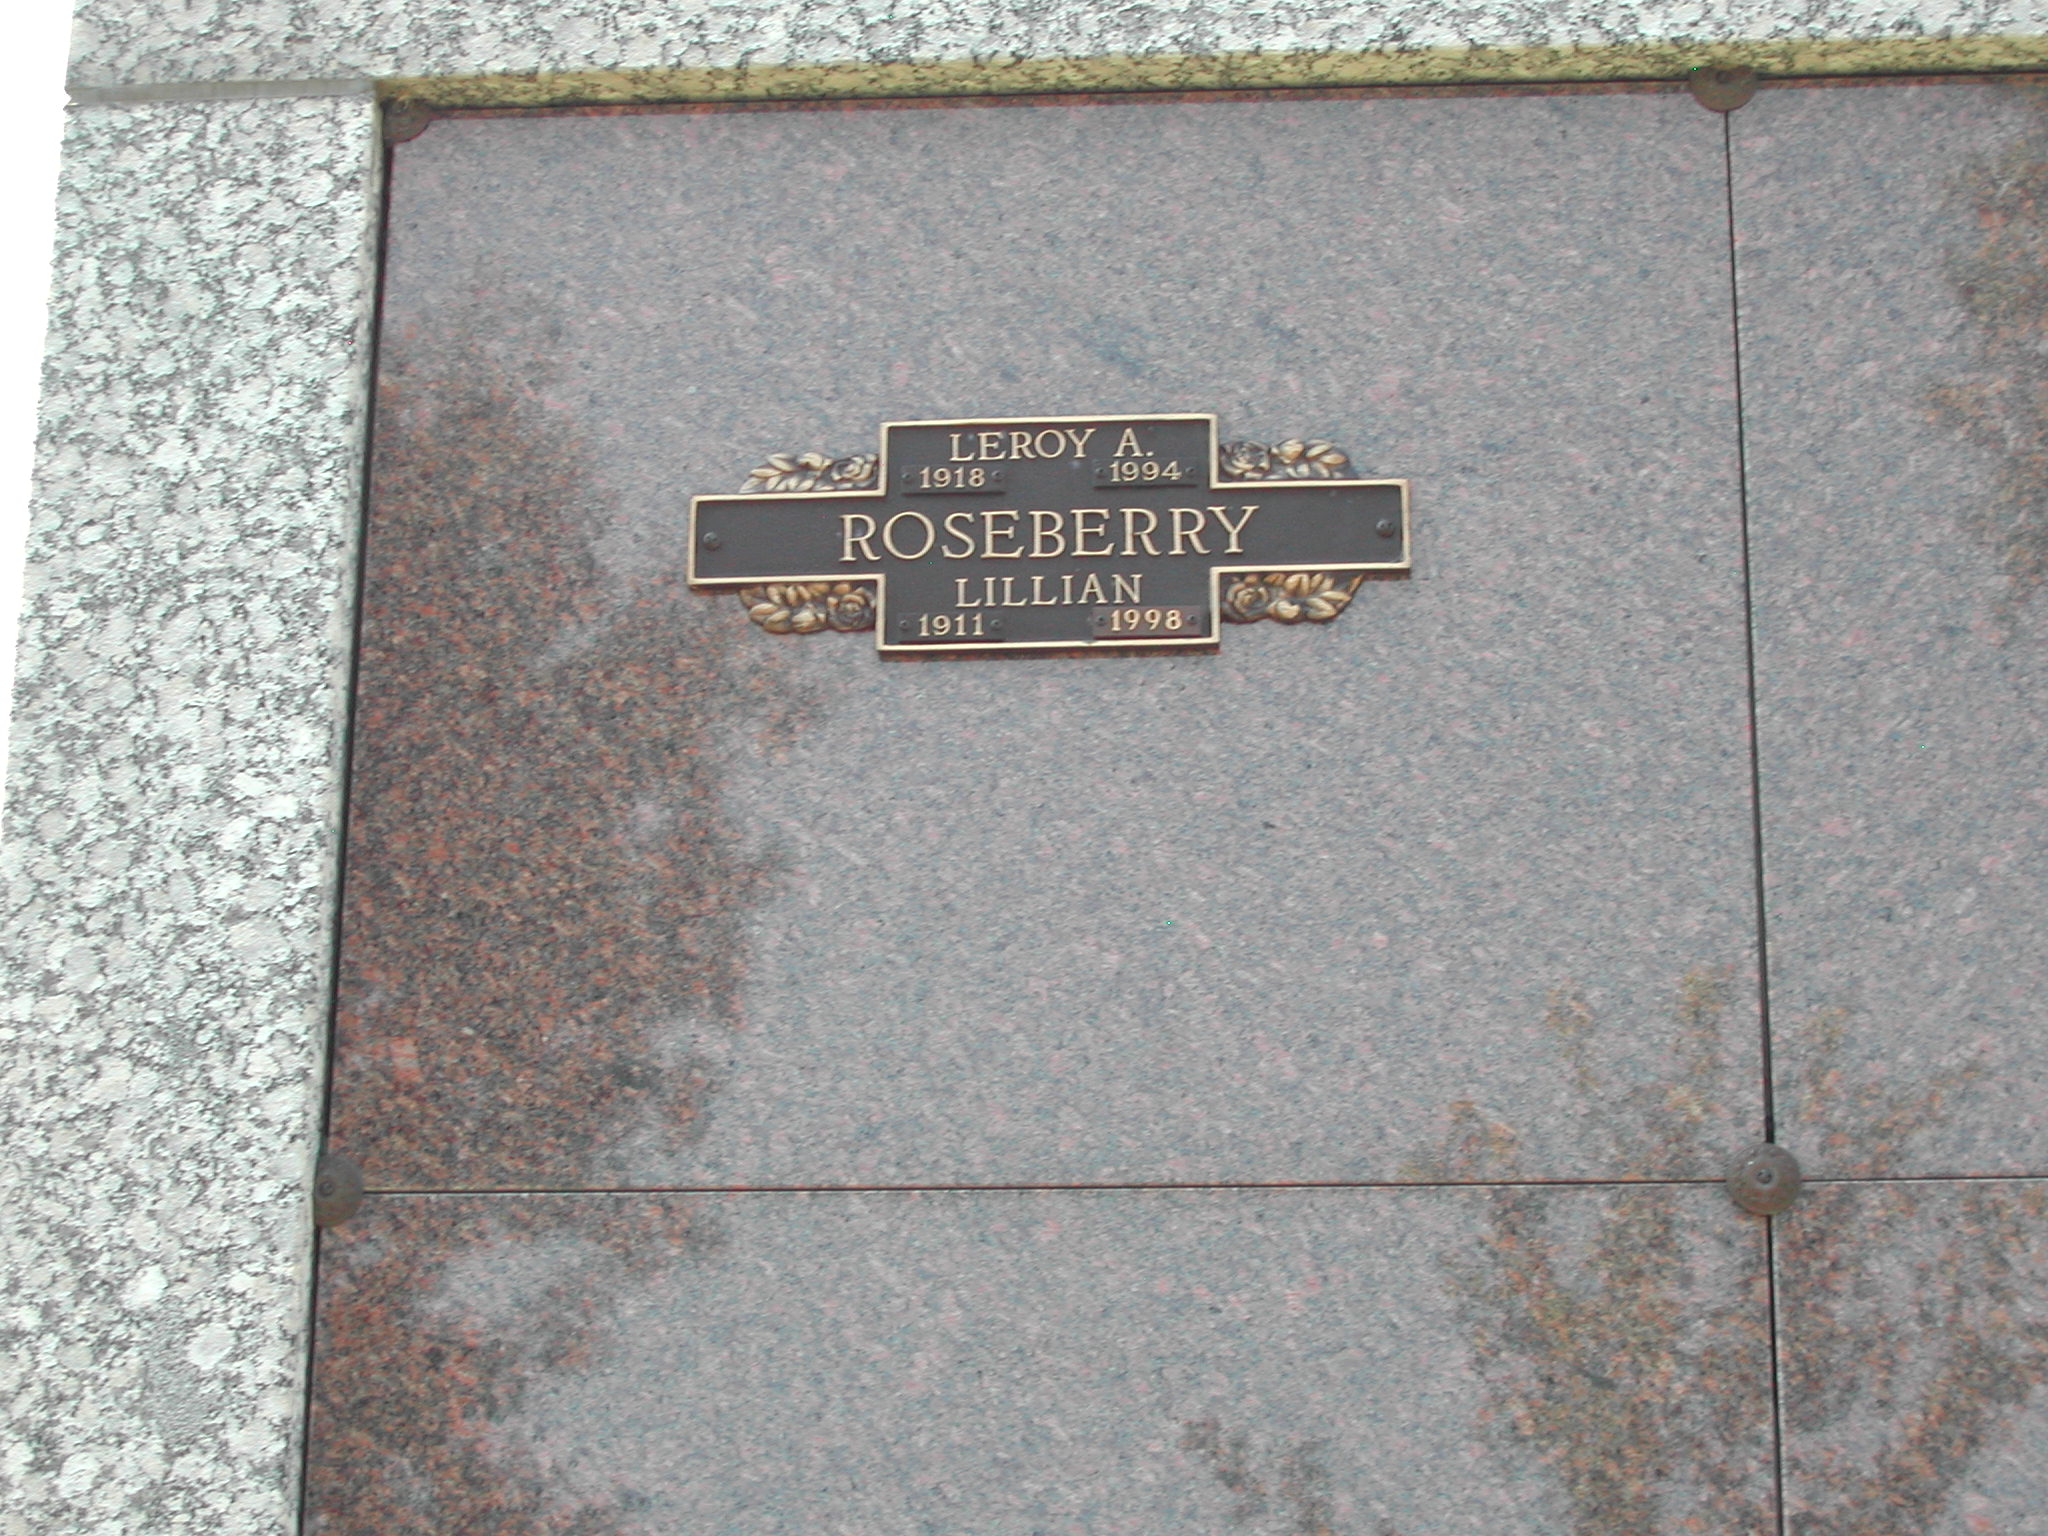 LEROY A.
1918 1994
ROSEBERRY
LILLIAN
1911 1998